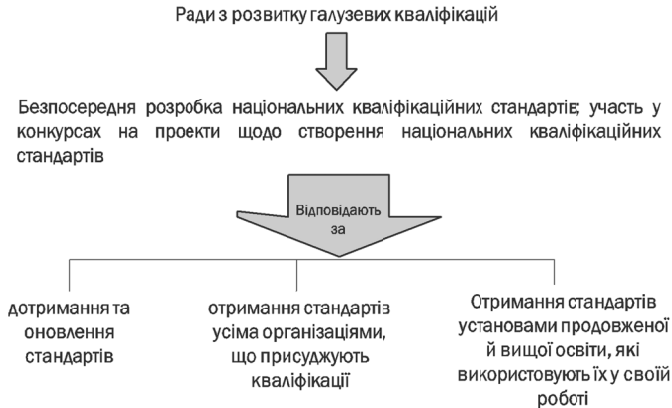 Ради з розвитку галузевих кваліфікацій
Безпосередня розробка національних кваліфікаційних стандартів; участь у
конкурсах на проекти щодо створення національних кваліфікаційних
стандартів
Відповідають
за
дотримання та
оновлення
стандартів
отримання стандартів
усіма організаціями,
що присуджують
кваліфікації
Отримання стандартів
установами продовженої
й вищої освіти, які
використовують їх у своїй
роботі